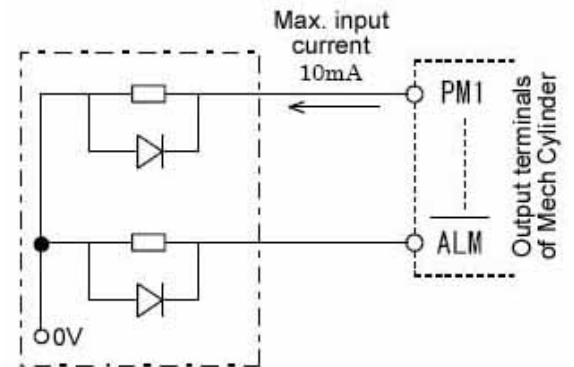 Max. input
current
10mA
PM1
ALM
Output terminals
of Mech Cylinder
0V